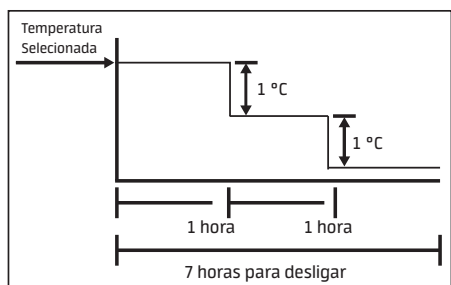 Temperatura
Selecionada
1 °C
1 °C
1 hora
1 hora
7 horas para desligar